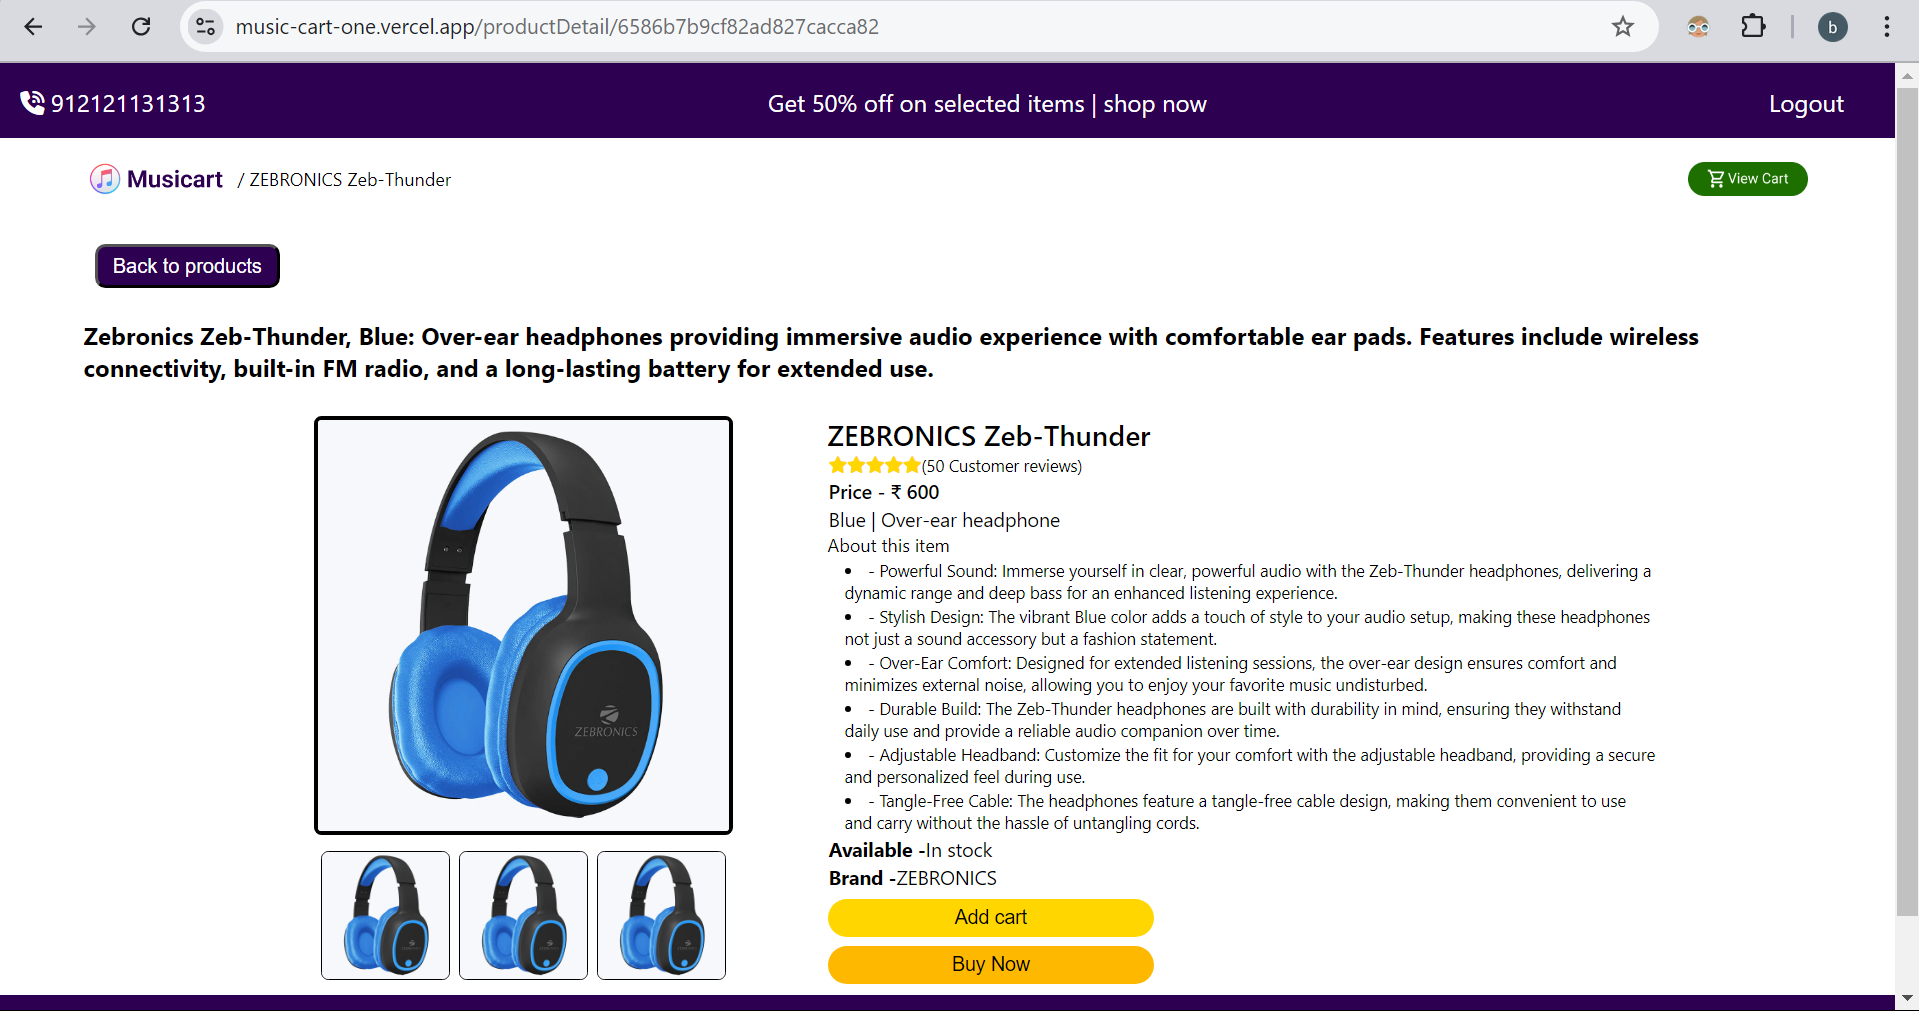 music-cart-one.vercel.app/productDetail/6586b7b9cf82ad827cacca82
b
912121131313
Get 50% off on selected items | shop now
Logout
Musicart / ZEBRONICS Zeb-Thunder
View Cart
Back to products
Zebronics Zeb-Thunder, Blue: Over-ear headphones providing immersive audio experience with comfortable ear pads. Features include wireless
connectivity, built-in FM radio, and a long-lasting battery for extended use.
ZEBRONICS
ZEBRONICS Zeb-Thunder
(50 Customer reviews)
Price - ₹ 600
Blue | Over-ear headphone
About this item
• - Powerful Sound: Immerse yourself in clear, powerful audio with the Zeb-Thunder headphones, delivering a
dynamic range and deep bass for an enhanced listening experience.
• - Stylish Design: The vibrant Blue color adds a touch of style to your audio setup, making these headphones
not just a sound accessory but a fashion statement.
• - Over-Ear Comfort: Designed for extended listening sessions, the over-ear design ensures comfort and
minimizes external noise, allowing you to enjoy your favorite music undisturbed.
• - Durable Build: The Zeb-Thunder headphones are built with durability in mind, ensuring they withstand
daily use and provide a reliable audio companion over time.
• - Adjustable Headband: Customize the fit for your comfort with the adjustable headband, providing a secure
and personalized feel during use.
• - Tangle-Free Cable: The headphones feature a tangle-free cable design, making them convenient to use
and carry without the hassle of untangling cords.
Available -In stock
Brand -ZEBRONICS
Add cart
Buy Now